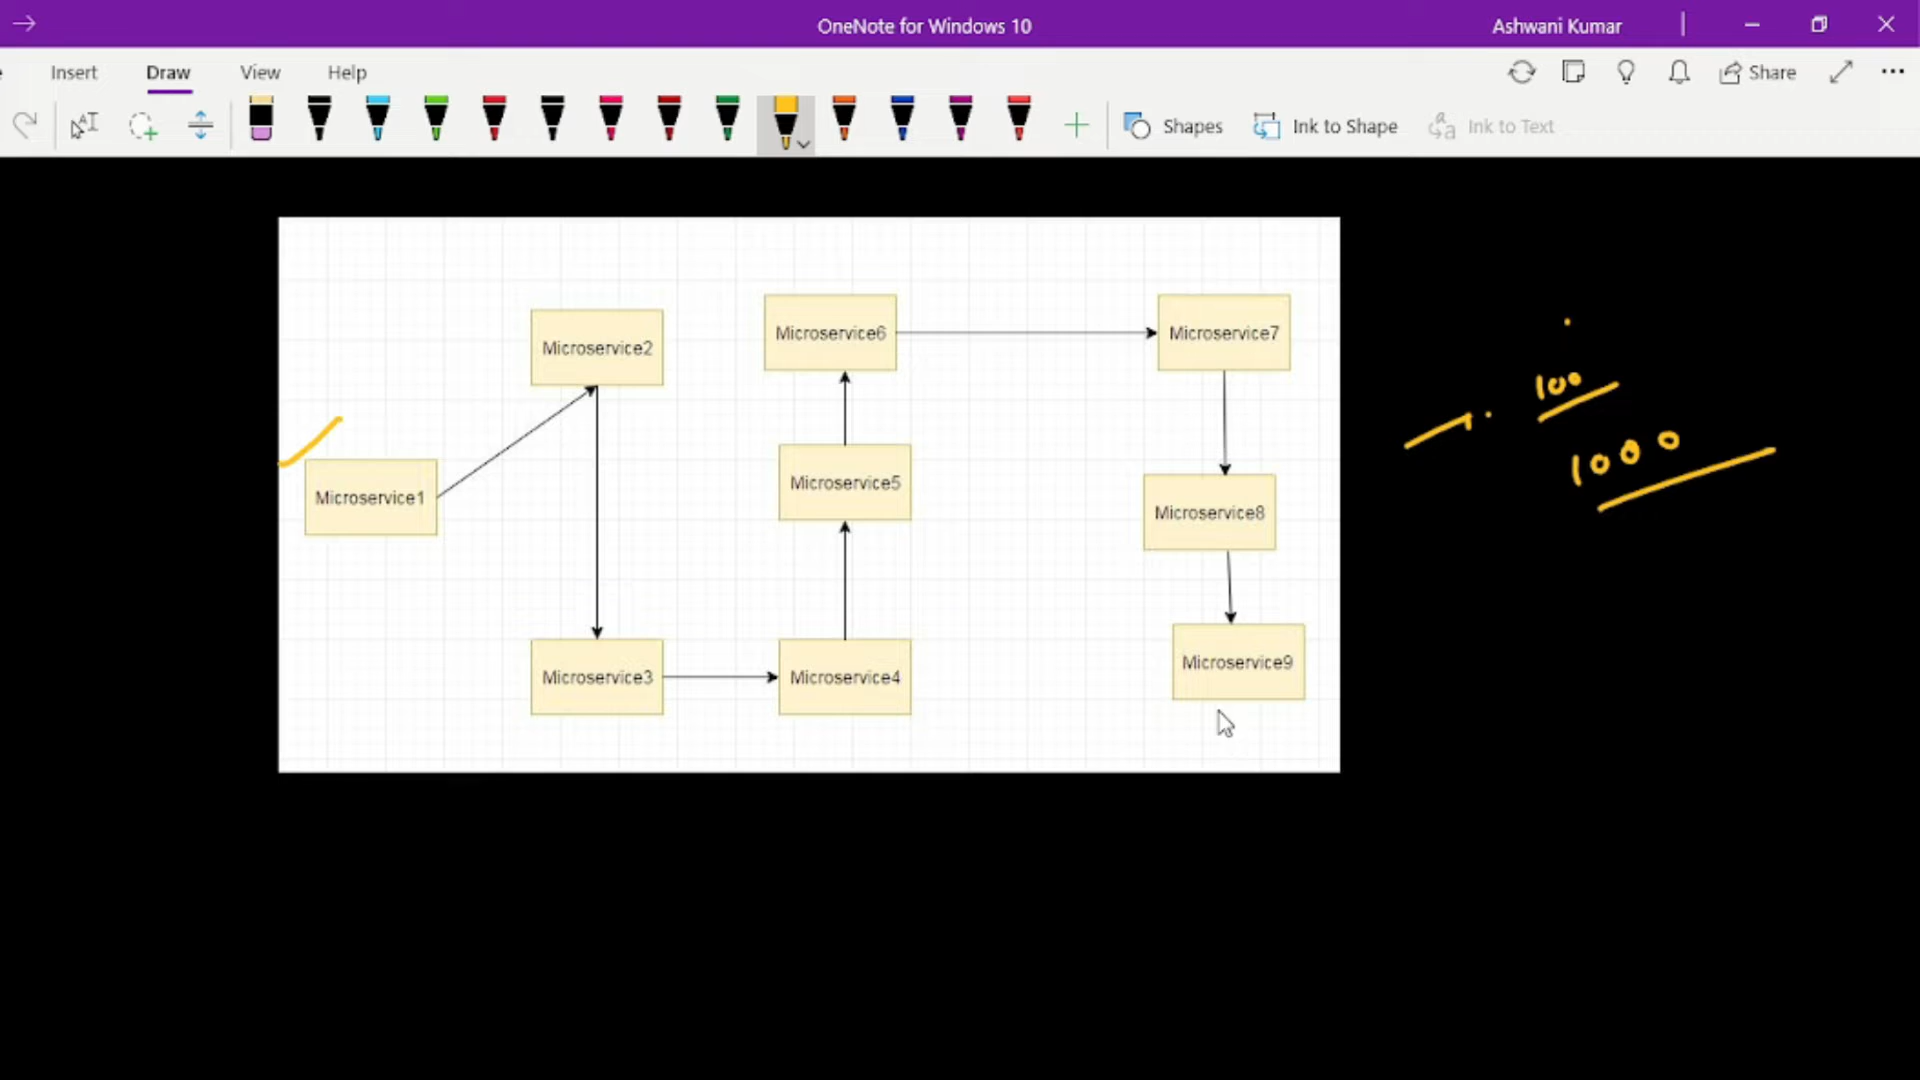 OneNote for Windows 10
Ashwani Kumar
Insert Draw View Help
Share
Shapes Ink to Shape Ink to Text
Microservice6
Microservice7
Microservice2
100
1000
Microservice5
Microservice1
Microservice8
Microservice9
Microservice3
Microservice4